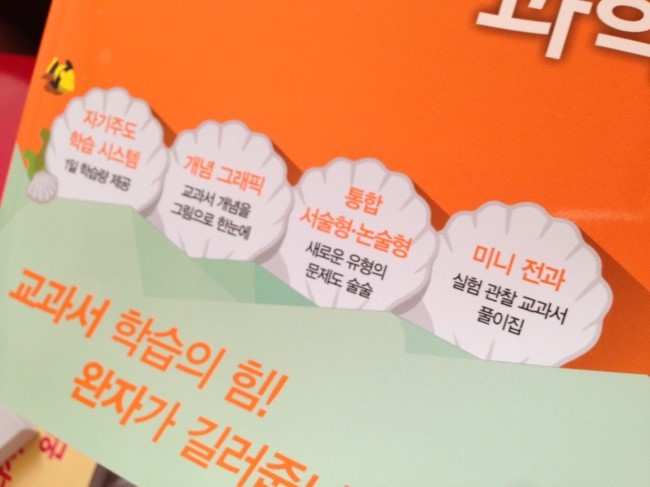 자기주도
학습 시스템
1일 학습량 제공
개념 그래픽
교과서 개념을
그림으로 한눈에
통합
서술형·논술형
새로운 유형의
문제도 술술
미니 전과
실험 관찰 교과서
풀이집
교과서 학습의 힘!
완자가